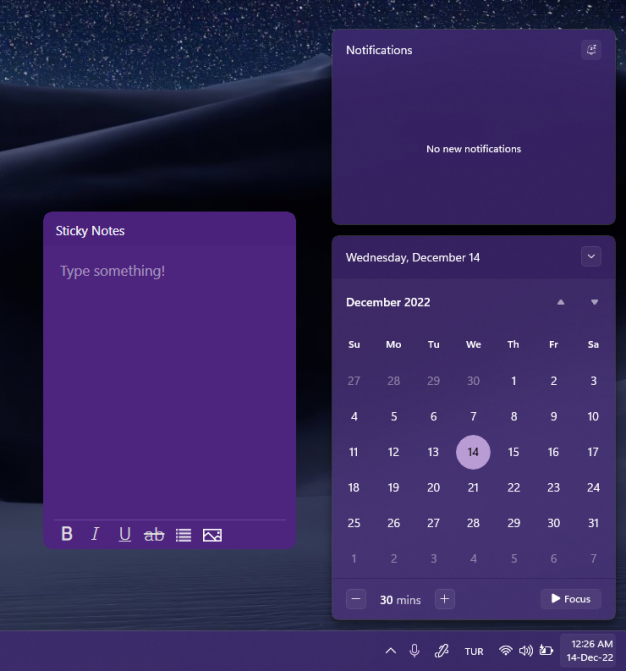 Notifications
No new notifications
Sticky Notes
Type something!
B I U ab
Wednesday, December 14
December 2022
Su Mo Tu We Th Fr Sa
27 28 29 30 1 2 3
4 5 6 7 8 9 10
11 12 13 14 15 16 17
18 19 20 21 22 23 24
25 26 27 28 29 30 31
1 2 3 4 5 6 7
30 mins
Focus
TUR
12:26 AM
14-Dec-22